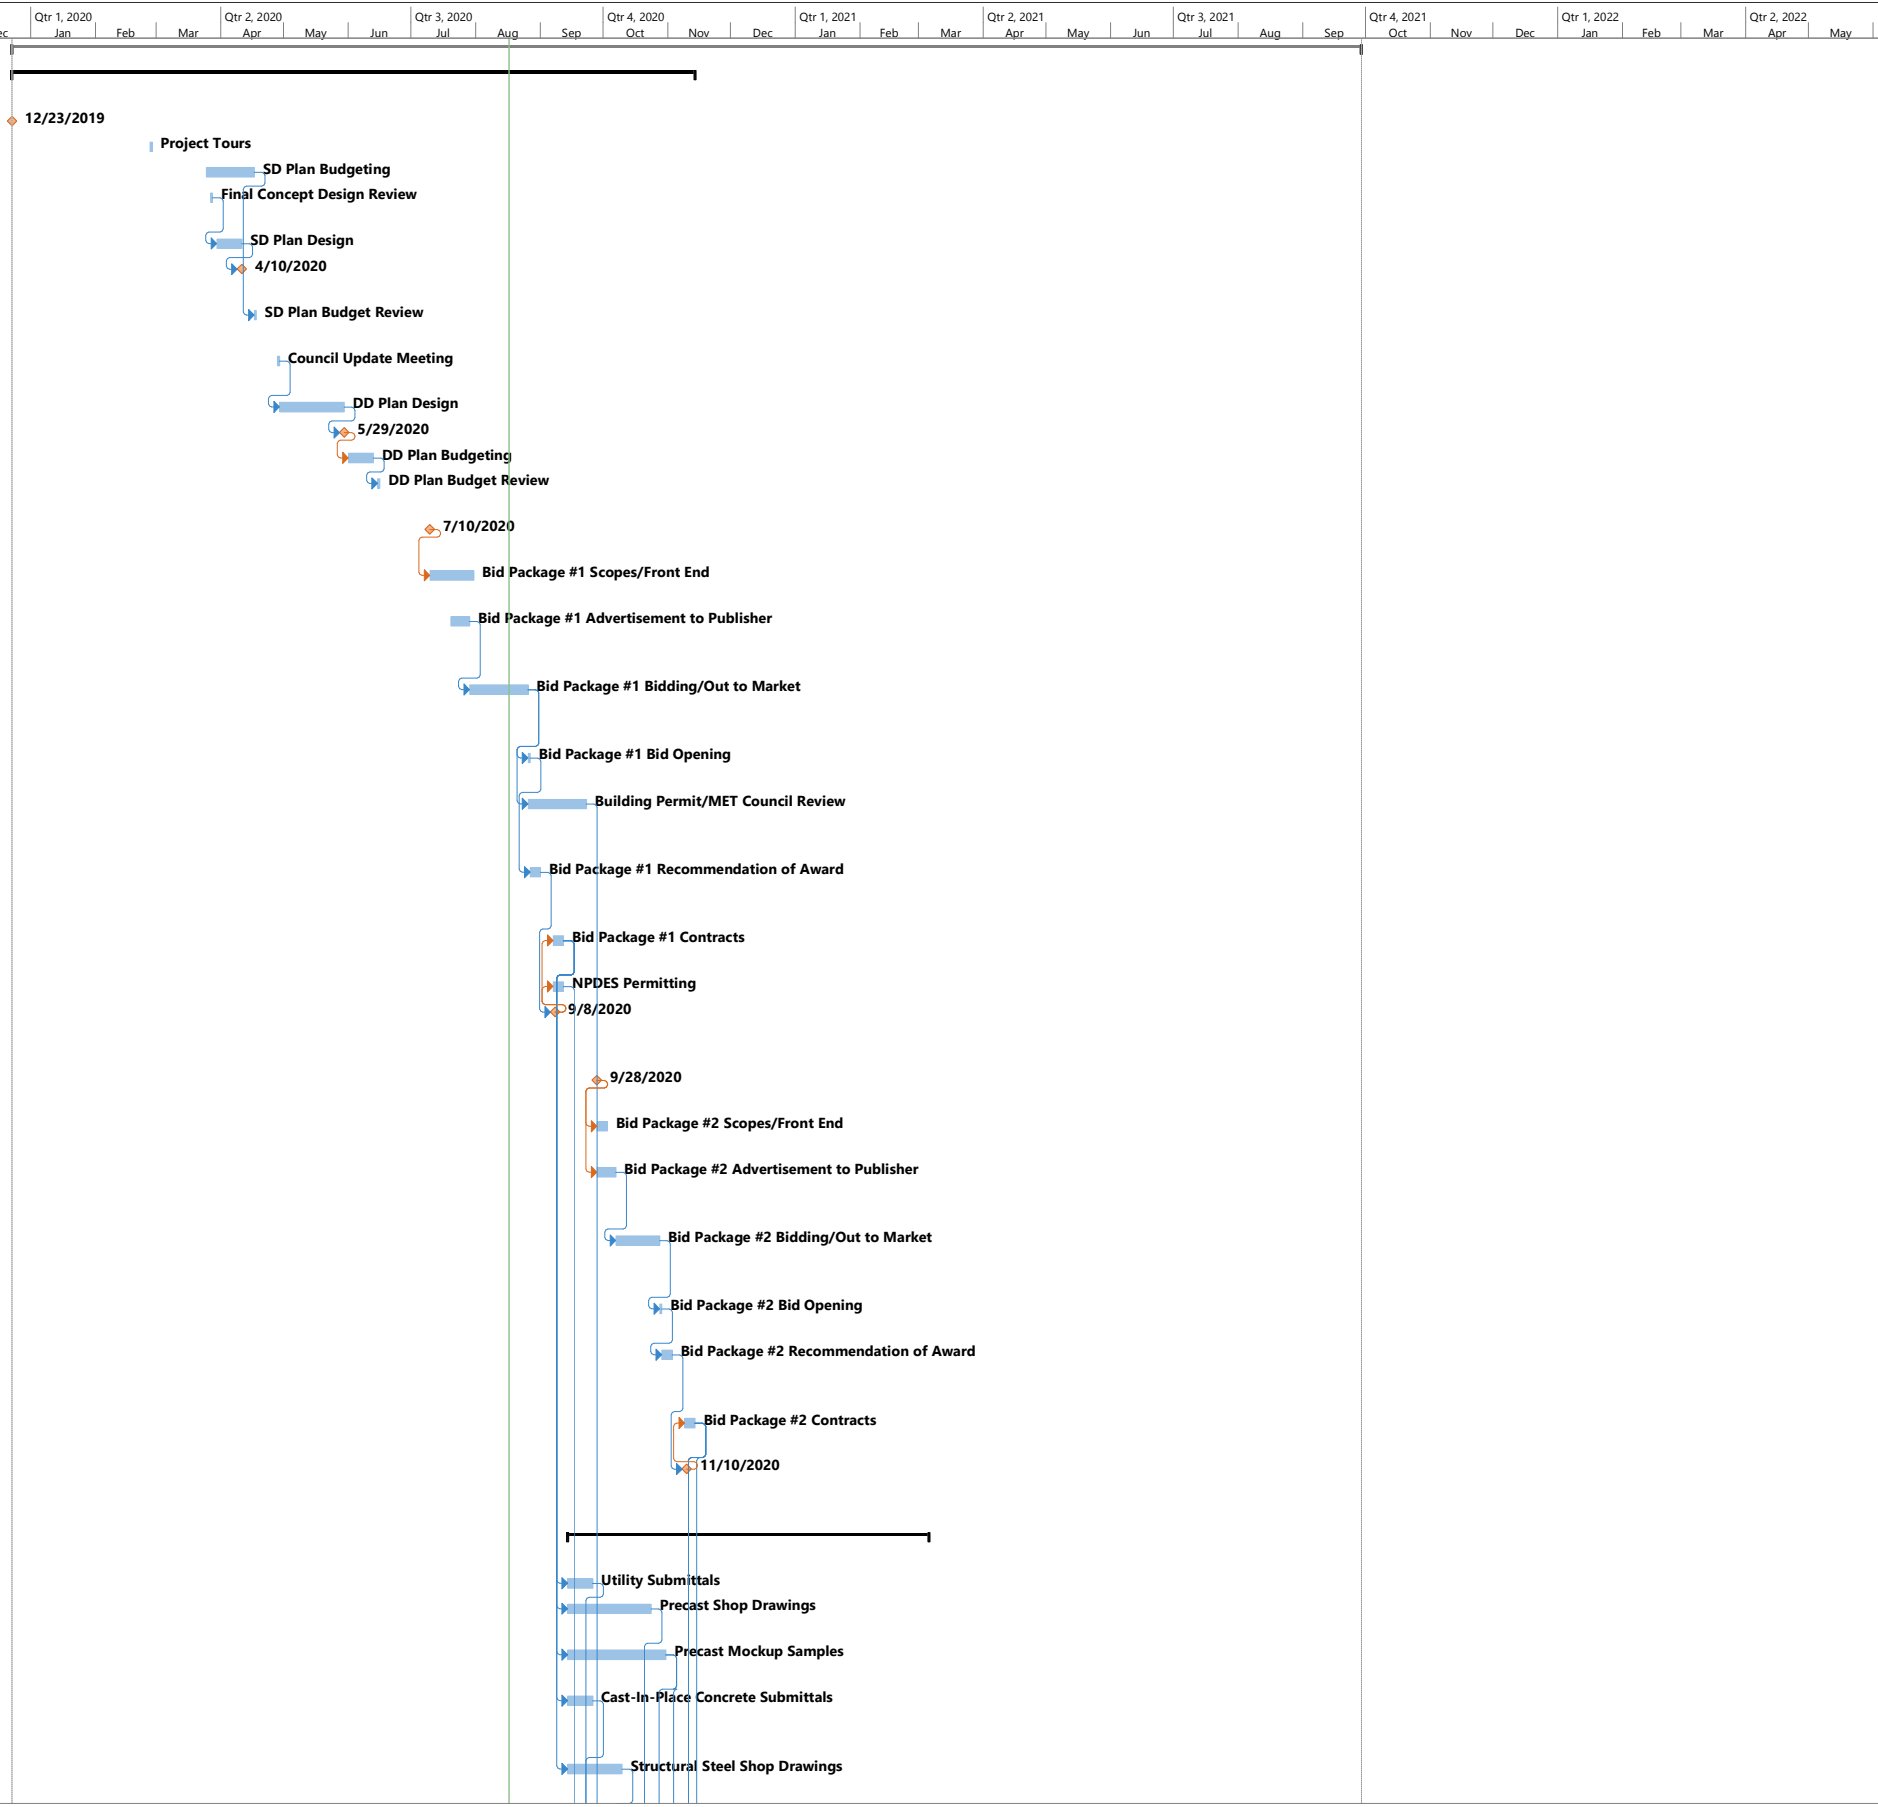 Qtr 1, 2020 Qtr 2, 2020 Qtr 3, 2020 Qtr 4, 2020 Qtr 1, 2021 Qtr 2, 2021 Qtr 3, 2021 Qtr 4, 2021 Qtr 1, 2022 Qtr 2, 2022
ec Jan Feb Mar Apr May Jun Jul Aug Sep Oct Nov Dec Jan Feb Mar Apr May Jun Jul Aug Sep Oct Nov Dec Jan Feb Mar Apr May
12/23/2019
Project Tours
SD Plan Budgeting
Final Concept Design Review
SD Plan Design
4/10/2020
SD Plan Budget Review
Council Update Meeting
DD Plan Design
5/29/2020
DD Plan Budgeting
DD Plan Budget Review
7/10/2020
Bid Package #1 Scopes/Front End
Bid Package #1 Advertisement to Publisher
Bid Package #1 Bidding/Out to Market
Bid Package #1 Bid Opening
Building Permit/MET Council Review
Bid Package #1 Recommendation of Award
Bid Package #1 Contracts
NPDES Permitting
9/8/2020
9/28/2020
Bid Package #2 Scopes/Front End
Bid Package #2 Advertisement to Publisher
Bid Package #2 Bidding/Out to Market
Bid Package #2 Bid Opening
Bid Package #2 Recommendation of Award
Bid Package #2 Contracts
11/10/2020
Utility Submittals
Precast Shop Drawings
Precast Mockup Samples
Cast-In-Place Concrete Submittals
Structural Steel Shop Drawings